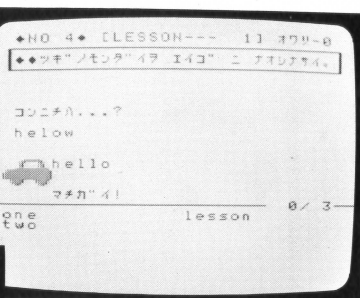 ◆NO 4◆ [LESSON--- 1] オワリ-0
◆◆ツギ゛ノモンダ゛イヲ エイゴ゛ ニ ナオシナサイ。
コンニチハ...?
helow
hello
マチガ゛イ!
0/ 3
one lesson
two